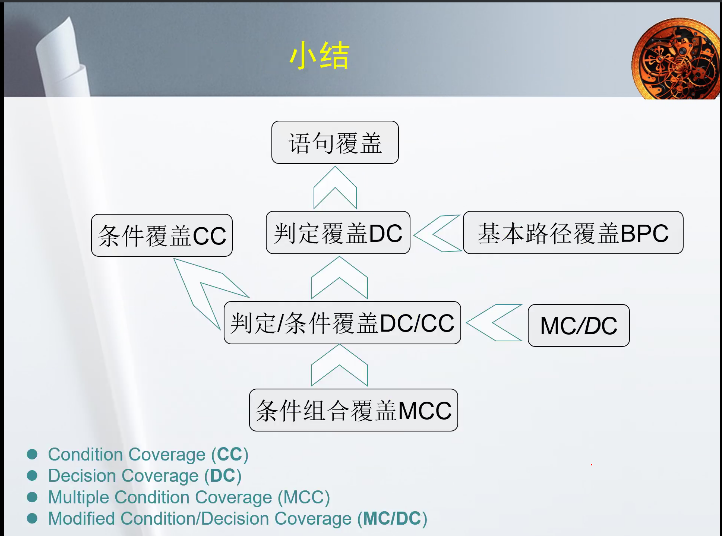 小结
语句覆盖
条件覆盖CC
判定覆盖DC
基本路径覆盖BPC
判定/条件覆盖DC/CC
MC/DC
条件组合覆盖MCC
Condition Coverage (CC)
Decision Coverage (DC)
Multiple Condition Coverage (MCC)
Modified Condition/Decision Coverage (MC/DC)